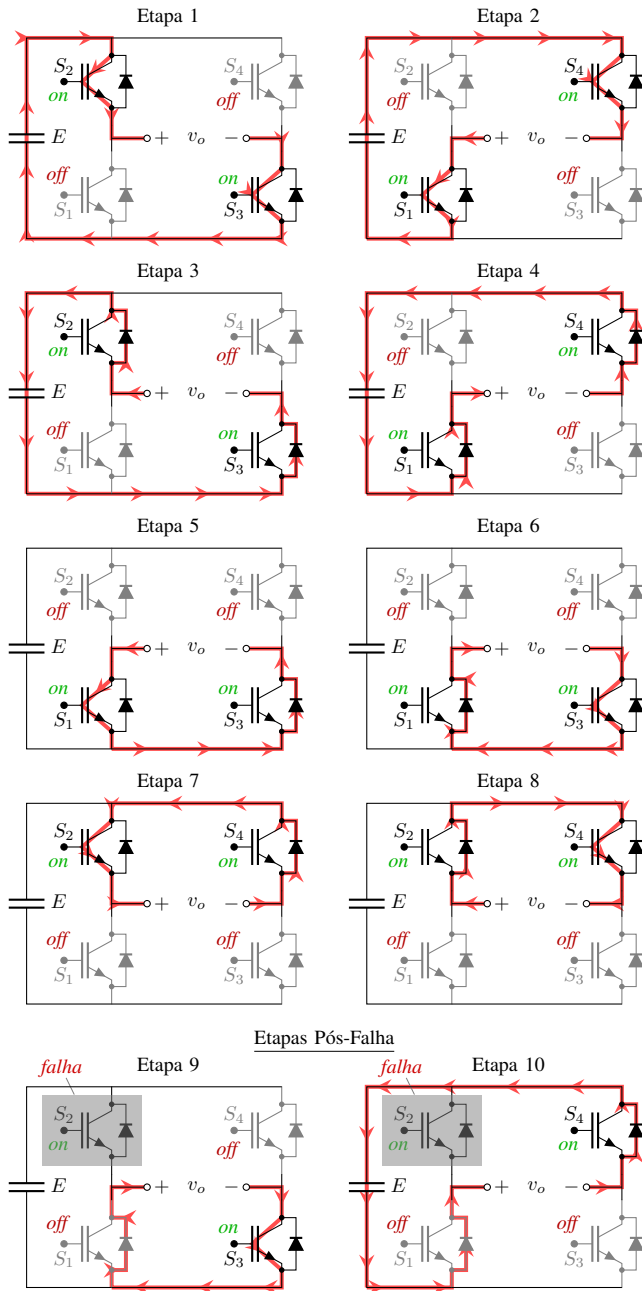 Etapa 1
Etapa 2
S₂ on
S₄ off
E
+ vₒ −
off S₁
on S₃
S₂ off
S₄ on
E
+ vₒ −
on S₁
off S₃
Etapa 3
Etapa 4
S₂ on
S₄ off
E
+ vₒ −
off S₁
on S₃
S₂ off
S₄ on
E
+ vₒ −
on S₁
off S₃
Etapa 5
Etapa 6
S₂ off
S₄ off
E
+ vₒ −
on S₁
on S₃
S₂ off
S₄ off
E
+ vₒ −
on S₁
on S₃
Etapa 7
Etapa 8
S₂ on
S₄ on
E
+ vₒ −
off S₁
off S₃
S₂ on
S₄ on
E
+ vₒ −
off S₁
off S₃
Etapas Pós-Falha
falha
Etapa 9
falha
Etapa 10
S₂ on
S₄ off
E
+ vₒ −
off S₁
on S₃
S₂ on
S₄ on
E
+ vₒ −
off S₁
off S₃